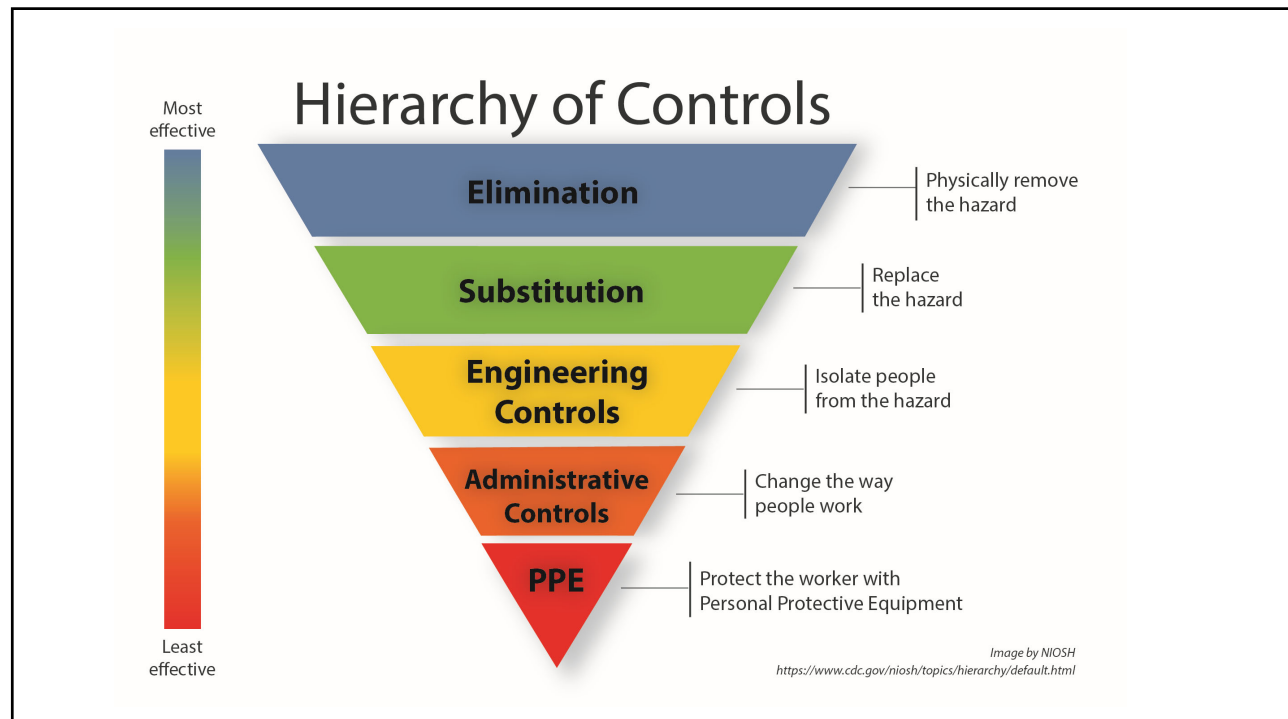 Hierarchy of Controls
Most
effective
Elimination
Physically remove
the hazard
Substitution
Replace
the hazard
Engineering
Controls
Isolate people
from the hazard
Administrative
Controls
Change the way
people work
PPE
Protect the worker with
Personal Protective Equipment
Least
effective
Image by NIOSH
https://www.cdc.gov/niosh/topics/hierarchy/default.html